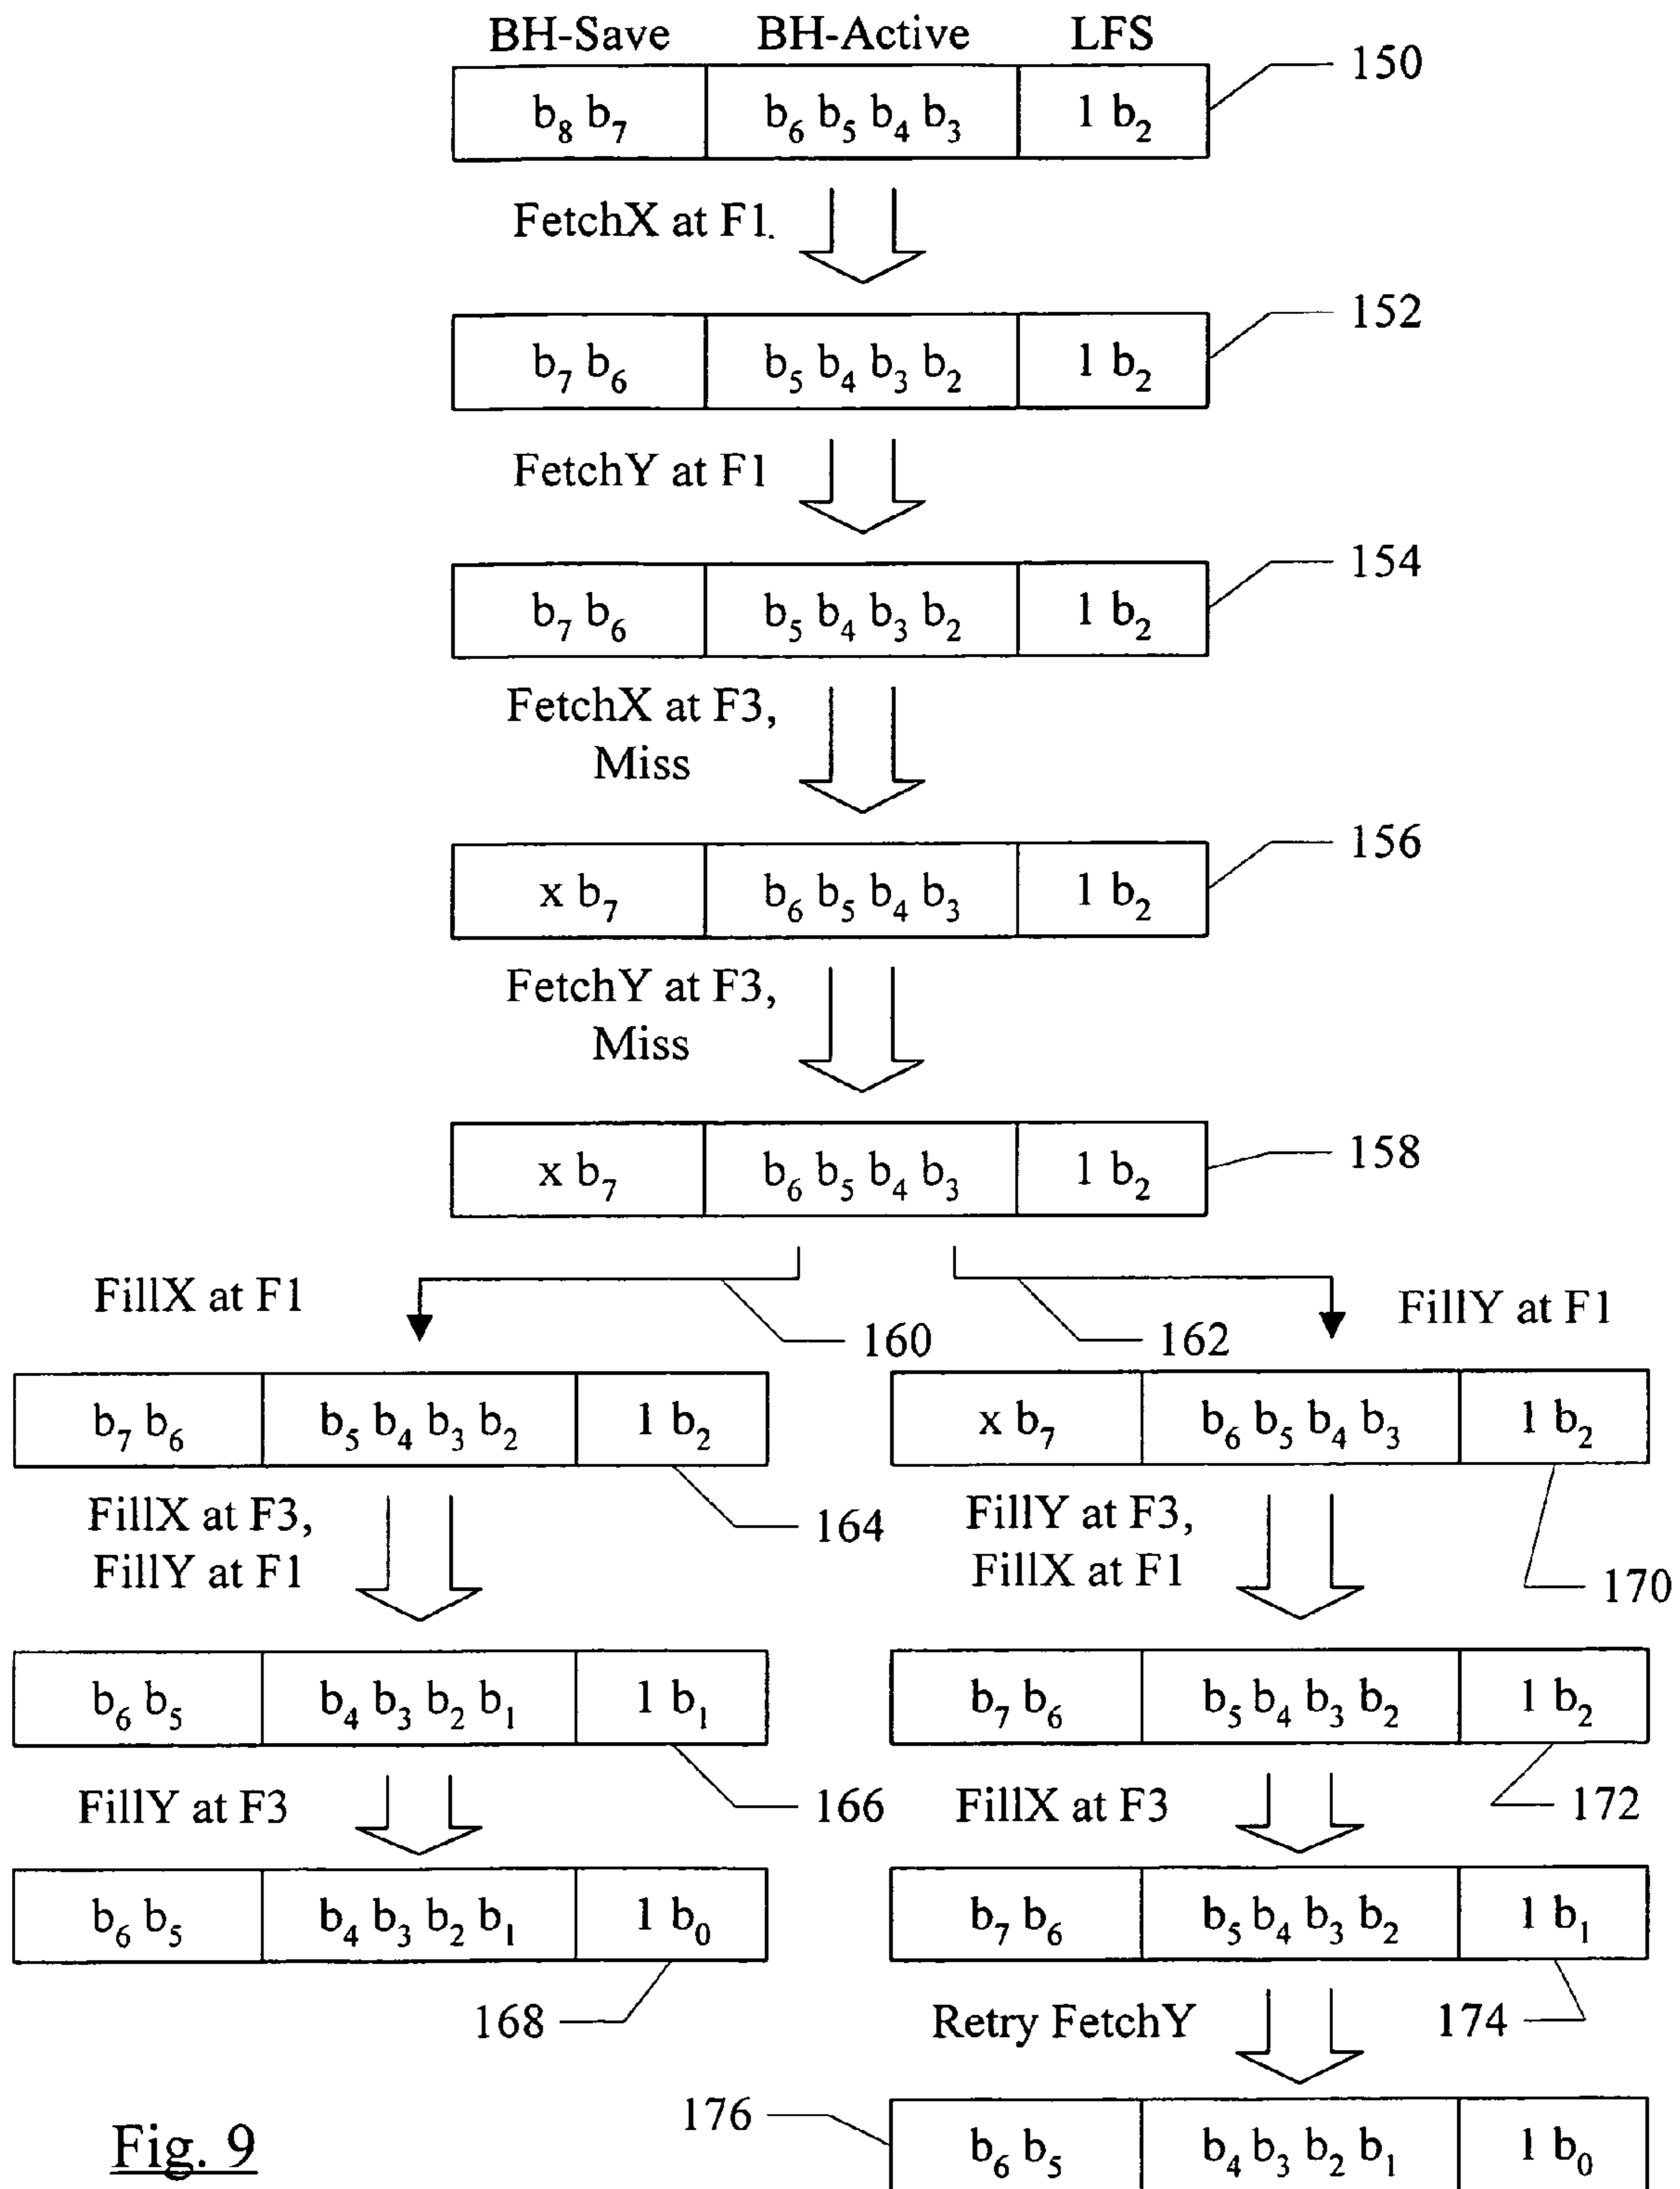 BH-Save BH-Active LFS
150
b₈ b₇ b₆ b₅ b₄ b₃ 1 b₂
FetchX at F1.
152
b₇ b₆ b₅ b₄ b₃ b₂ 1 b₂
FetchY at F1
154
b₇ b₆ b₅ b₄ b₃ b₂ 1 b₂
FetchX at F3,
Miss
156
x b₇ b₆ b₅ b₄ b₃ 1 b₂
FetchY at F3,
Miss
158
x b₇ b₆ b₅ b₄ b₃ 1 b₂
FillX at F1
160
162
FillY at F1
b₇ b₆ b₅ b₄ b₃ b₂ 1 b₂
x b₇ b₆ b₅ b₄ b₃ 1 b₂
FillX at F3,
FillY at F1
164
FillY at F3,
FillX at F1
170
b₆ b₅ b₄ b₃ b₂ b₁ 1 b₁
b₇ b₆ b₅ b₄ b₃ b₂ 1 b₂
FillY at F3
166
FillX at F3
172
b₆ b₅ b₄ b₃ b₂ b₁ 1 b₀
b₇ b₆ b₅ b₄ b₃ b₂ 1 b₁
168
Retry FetchY
174
176
b₆ b₅ b₄ b₃ b₂ b₁ 1 b₀
Fig. 9